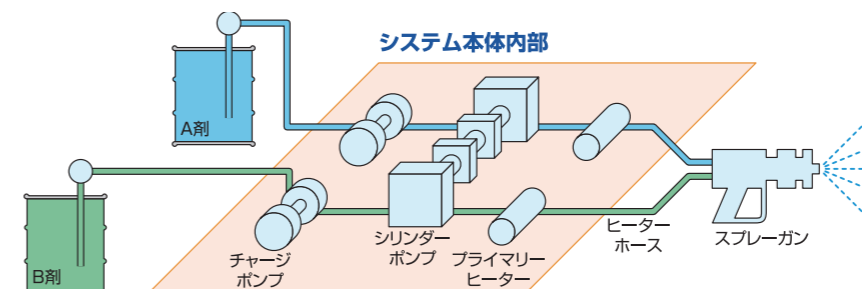 システム本体内部
A剤
B剤
チャージ
ポンプ
シリンダー
ポンプ
プライマリー
ヒーター
ヒーター
ホース
スプレーガン